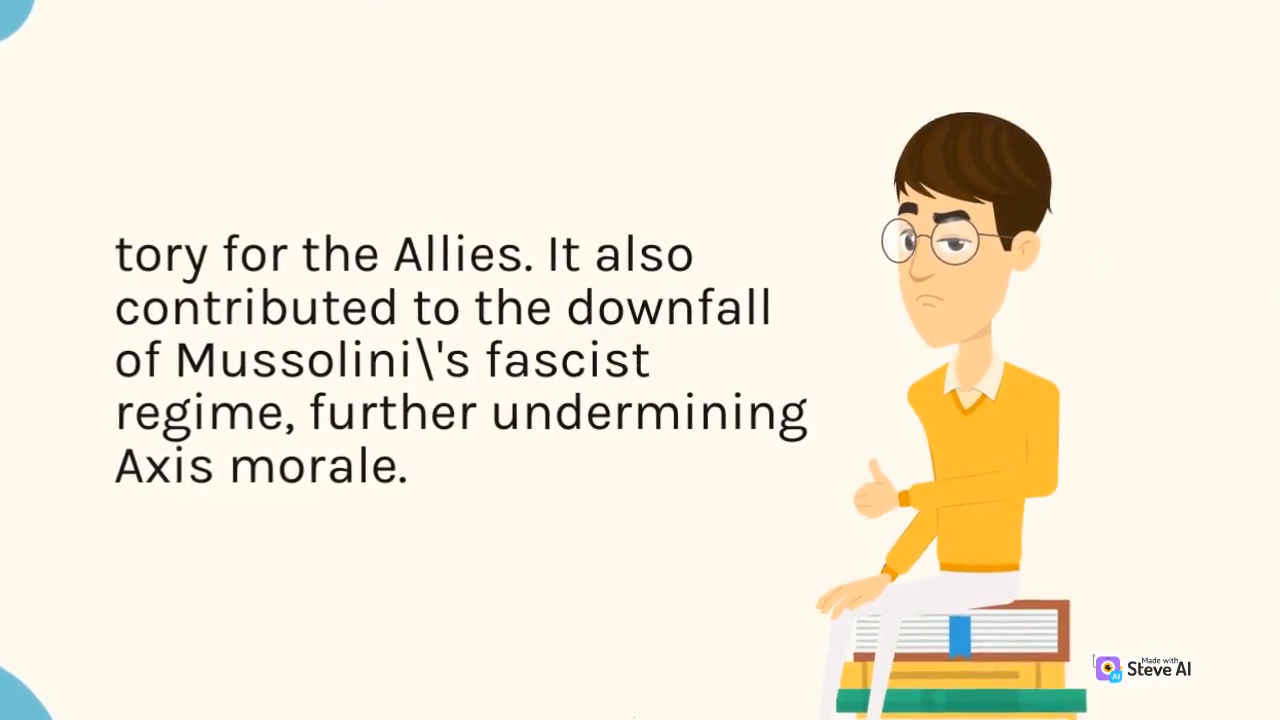 tory for the Allies. It also
contributed to the downfall
of Mussolini\'s fascist
regime, further undermining
Axis morale.
Made with
Steve AI
AI